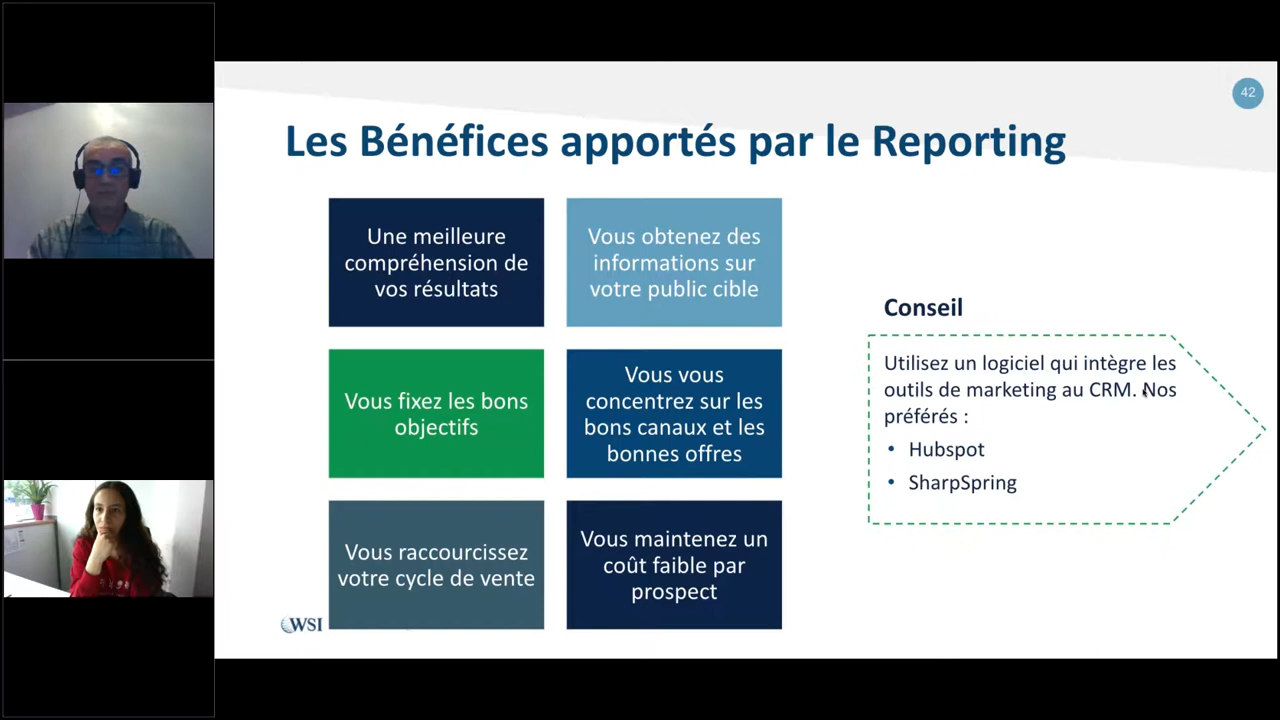 42
Les Bénéfices apportés par le Reporting
Une meilleure
compréhension de
vos résultats
Vous obtenez des
informations sur
votre public cible
Vous fixez les bons
objectifs
Vous vous
concentrez sur les
bons canaux et les
bonnes offres
Vous raccourcissez
votre cycle de vente
Vous maintenez un
coût faible par
prospect
Conseil
Utilisez un logiciel qui intègre les
outils de marketing au CRM. Nos
préférés :
• Hubspot
• SharpSpring
WSI